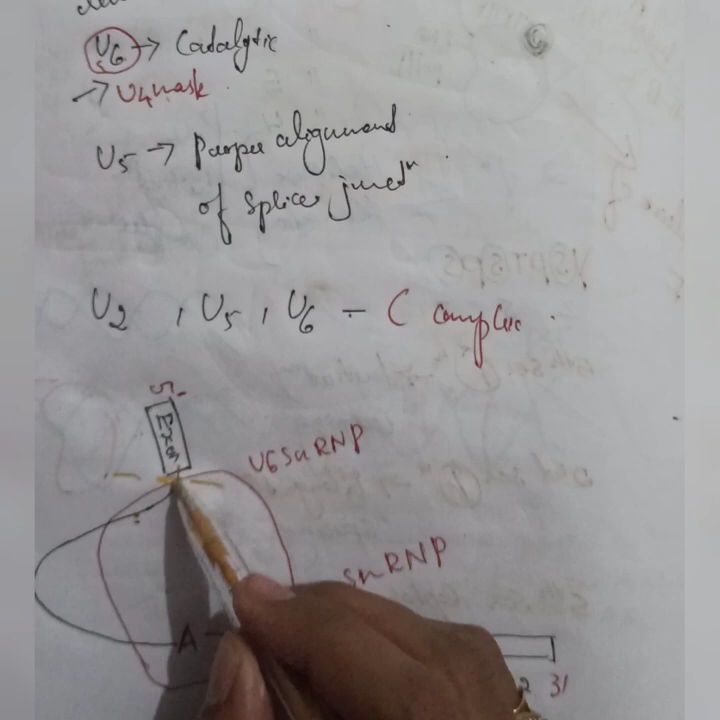 U6 → Catalytic
→ U4 mask
U5 → Proper alignment
of splice junctn
U2 , U5 , U6 – C complex
5'
Exon
U6 snRNP
snRNP
A
2 3'